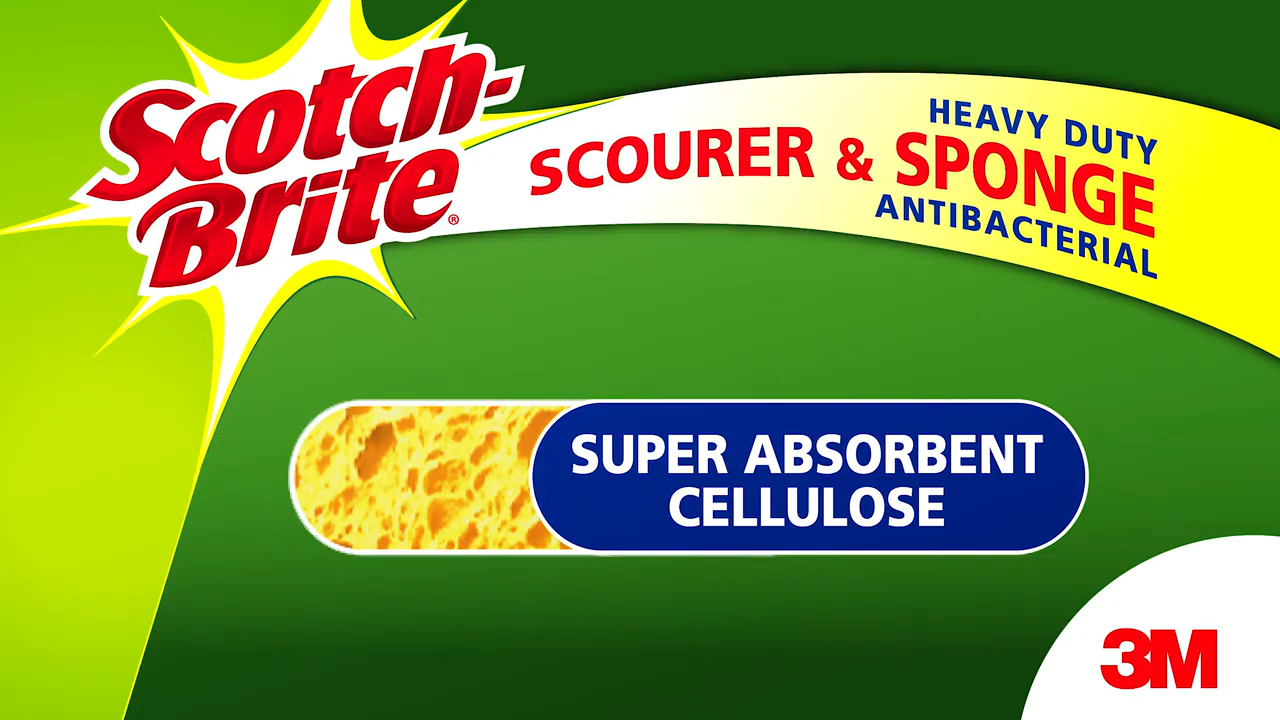 Scotch-
Brite®
HEAVY DUTY
SCOURER & SPONGE
ANTIBACTERIAL
SUPER ABSORBENT
CELLULOSE
3M